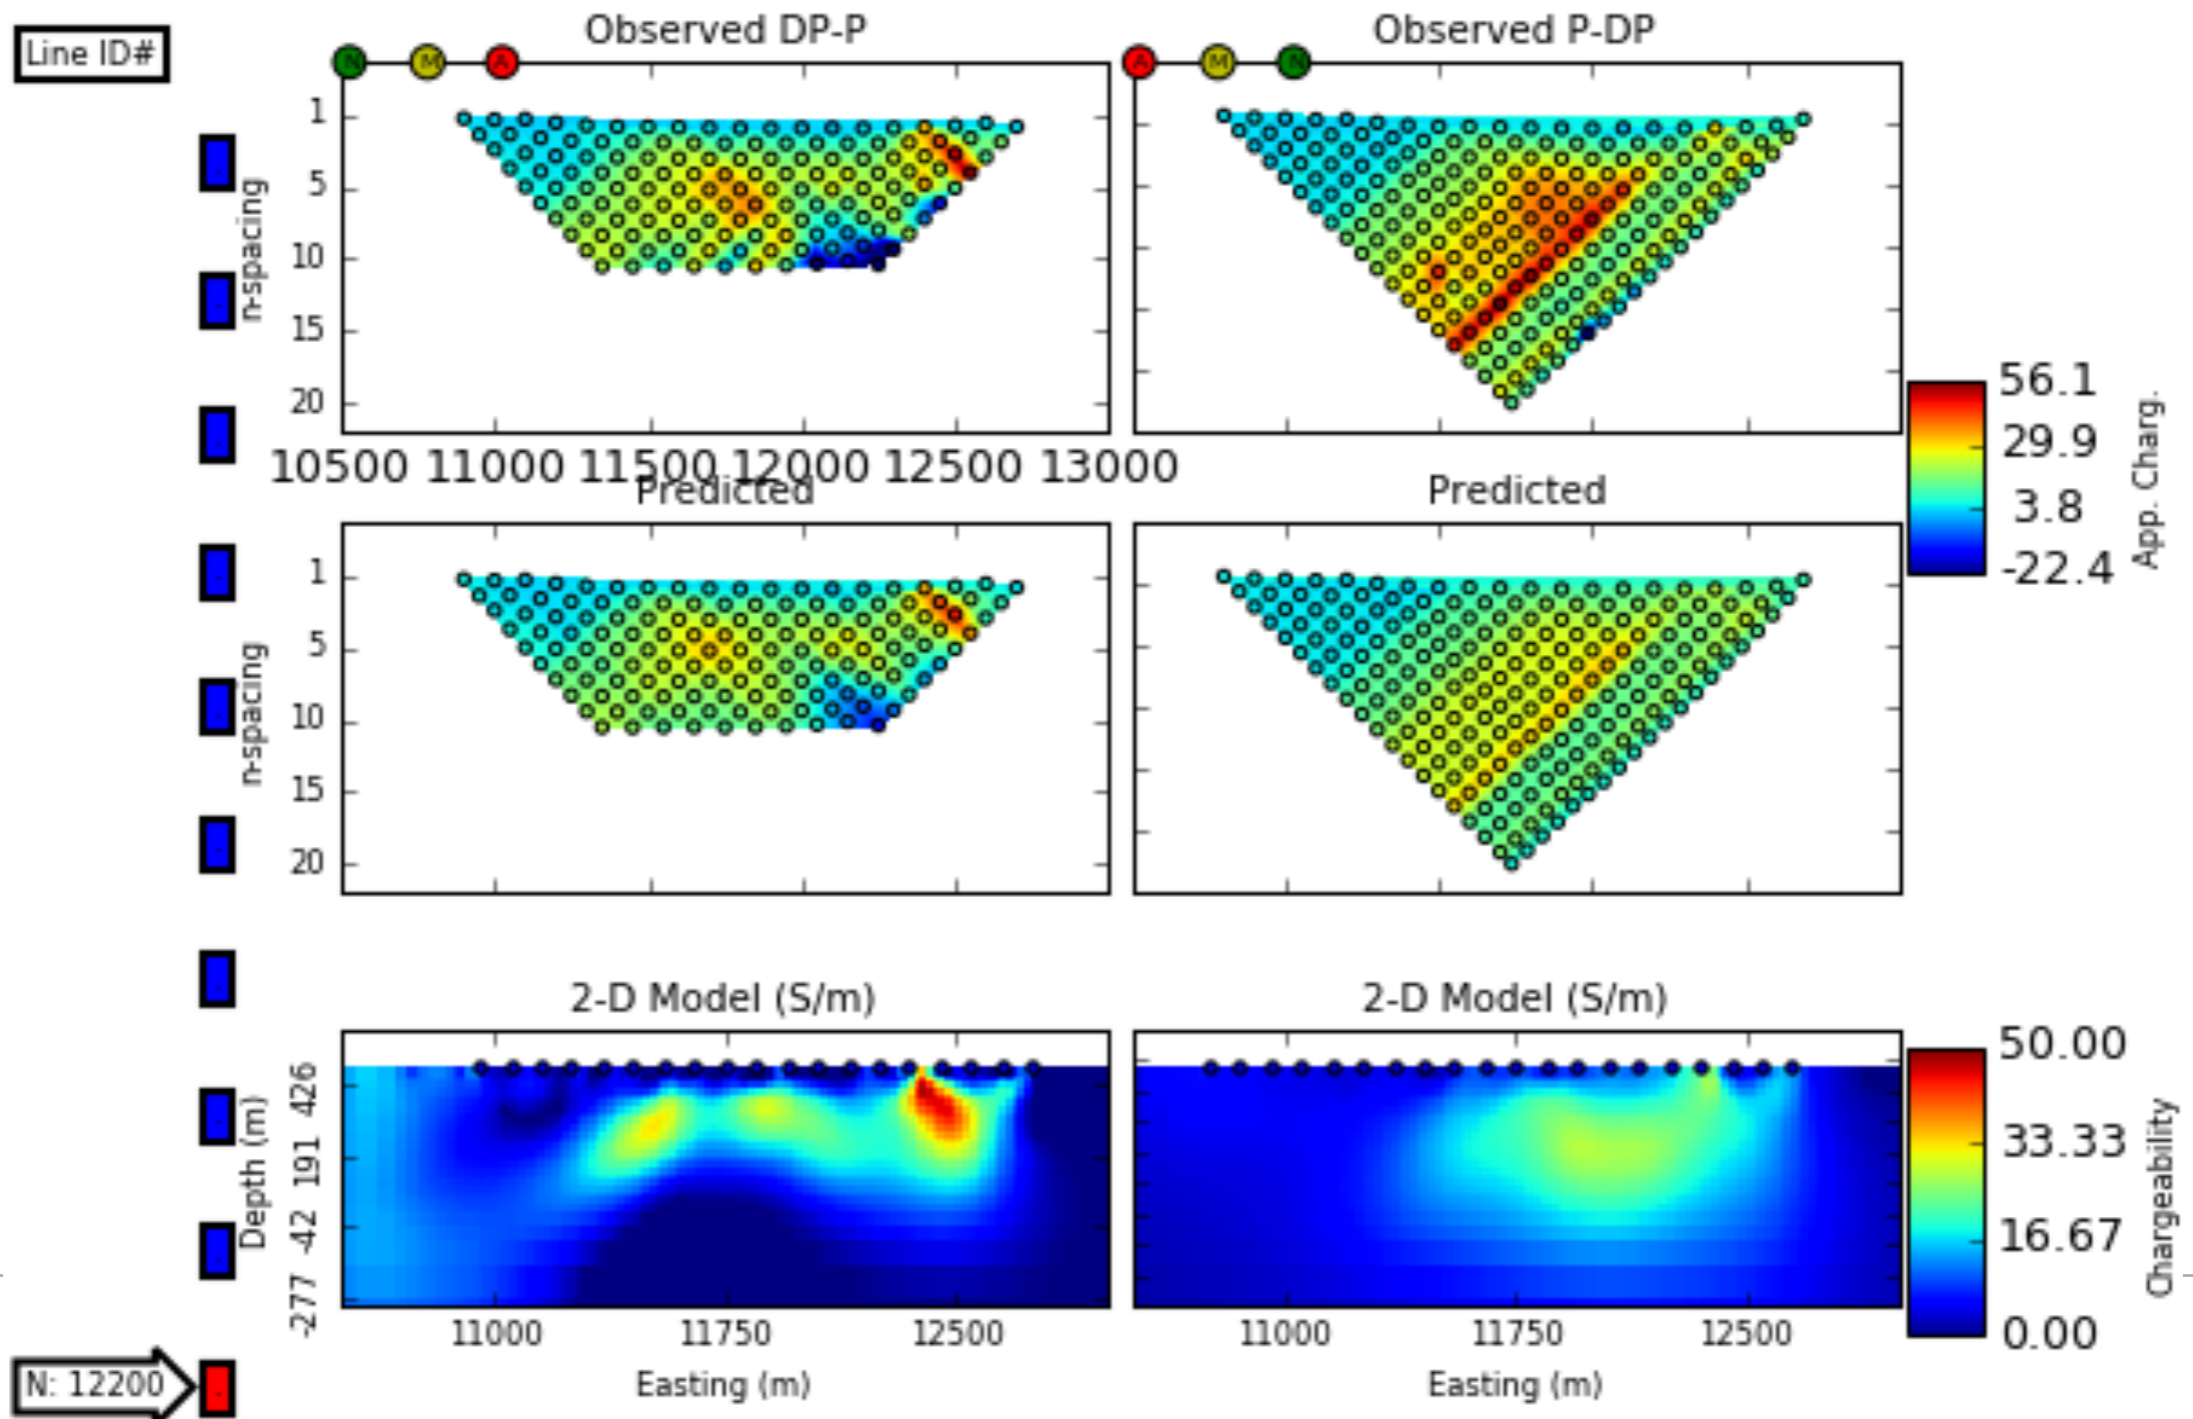 Line ID#
Observed DP-P
Observed P-DP
N
M
A
A
M
N
1
5
10
15
20
n-spacing
10500 11000 11500 12000 12500 13000
56.1
29.9
3.8
-22.4
App. Charg.
Predicted
Predicted
1
5
10
15
20
n-spacing
2-D Model (S/m)
2-D Model (S/m)
426
191
-42
-277
Depth (m)
11000 11750 12500
11000 11750 12500
50.00
33.33
16.67
0.00
Chargeability
Easting (m)
Easting (m)
N: 12200